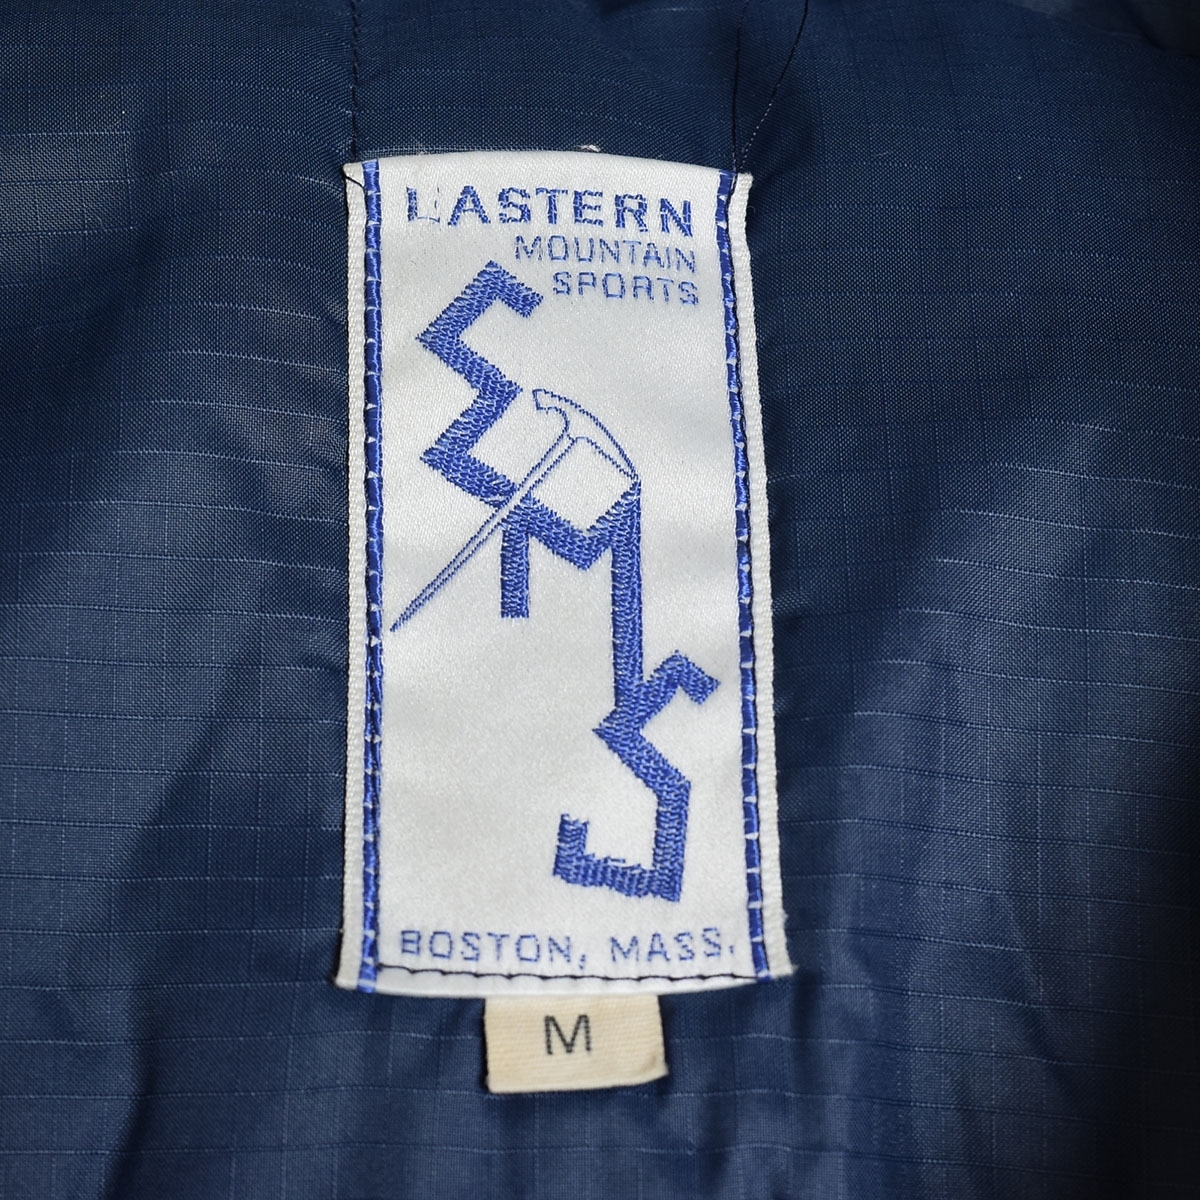 EASTERN
MOUNTAIN
SPORTS
EMS
BOSTON, MASS.
M